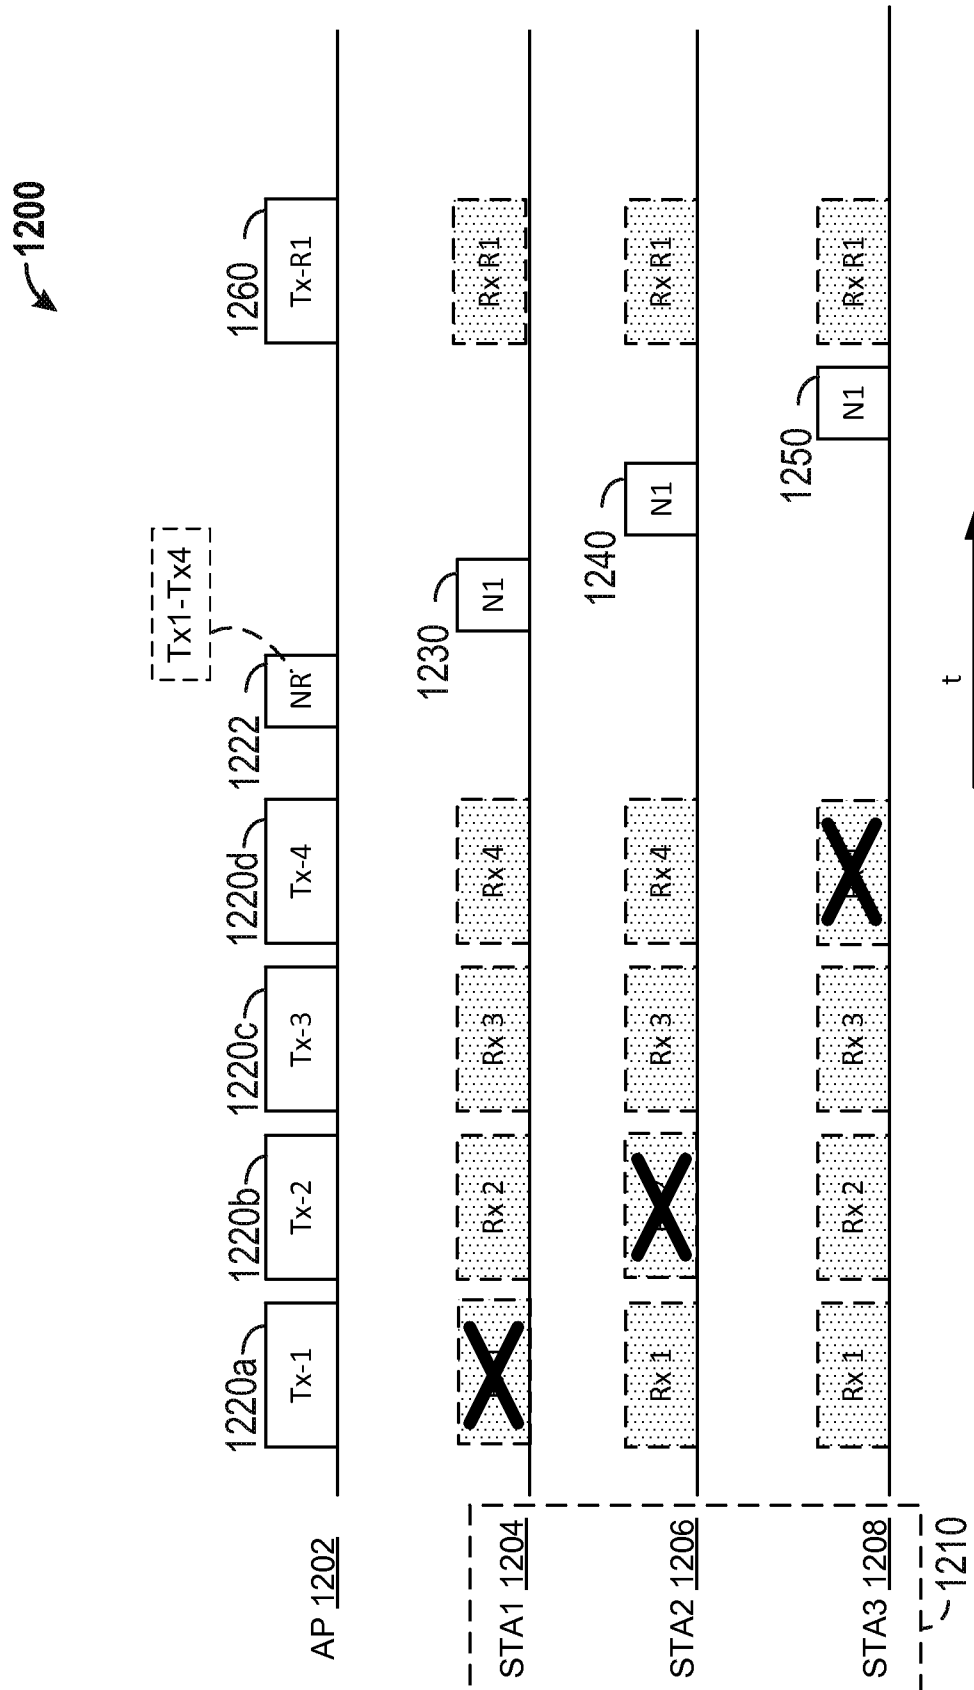 1200
Tx1-Tx4
1220a
1220b
1220c
1220d
1222
1260
AP 1202
Tx-1
Tx-2
Tx-3
Tx-4
NR
Tx-R1
1230
STA1 1204
Rx 2
Rx 3
Rx 4
N1
Rx R1
1240
STA2 1206
Rx 1
Rx 3
Rx 4
N1
Rx R1
1250
STA3 1208
Rx 1
Rx 2
Rx 3
N1
Rx R1
1210
t